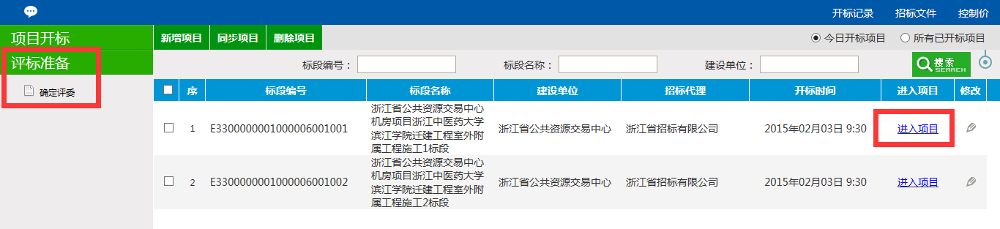 开标记录 招标文件 控制价
项目开标
新增项目 同步项目 删除项目
今日开标项目 所有已开标项目
评标准备
标段编号： 标段名称： 建设单位：
搜索
SEARCH
确定评委
序 标段编号 标段名称 建设单位 招标代理 开标时间 进入项目 修改
浙江省公共资源交易中心
机房项目浙江中医药大学
1 E3300000001000006001001 浙江省公共资源交易中心 浙江省招标有限公司 2015年02月03日 9:30 进入项目
滨江学院迁建工程室外附
属工程施工1标段
浙江省公共资源交易中心
机房项目浙江中医药大学
2 E3300000001000006001002 浙江省公共资源交易中心 浙江省招标有限公司 2015年02月03日 9:30 进入项目
滨江学院迁建工程室外附
属工程施工2标段